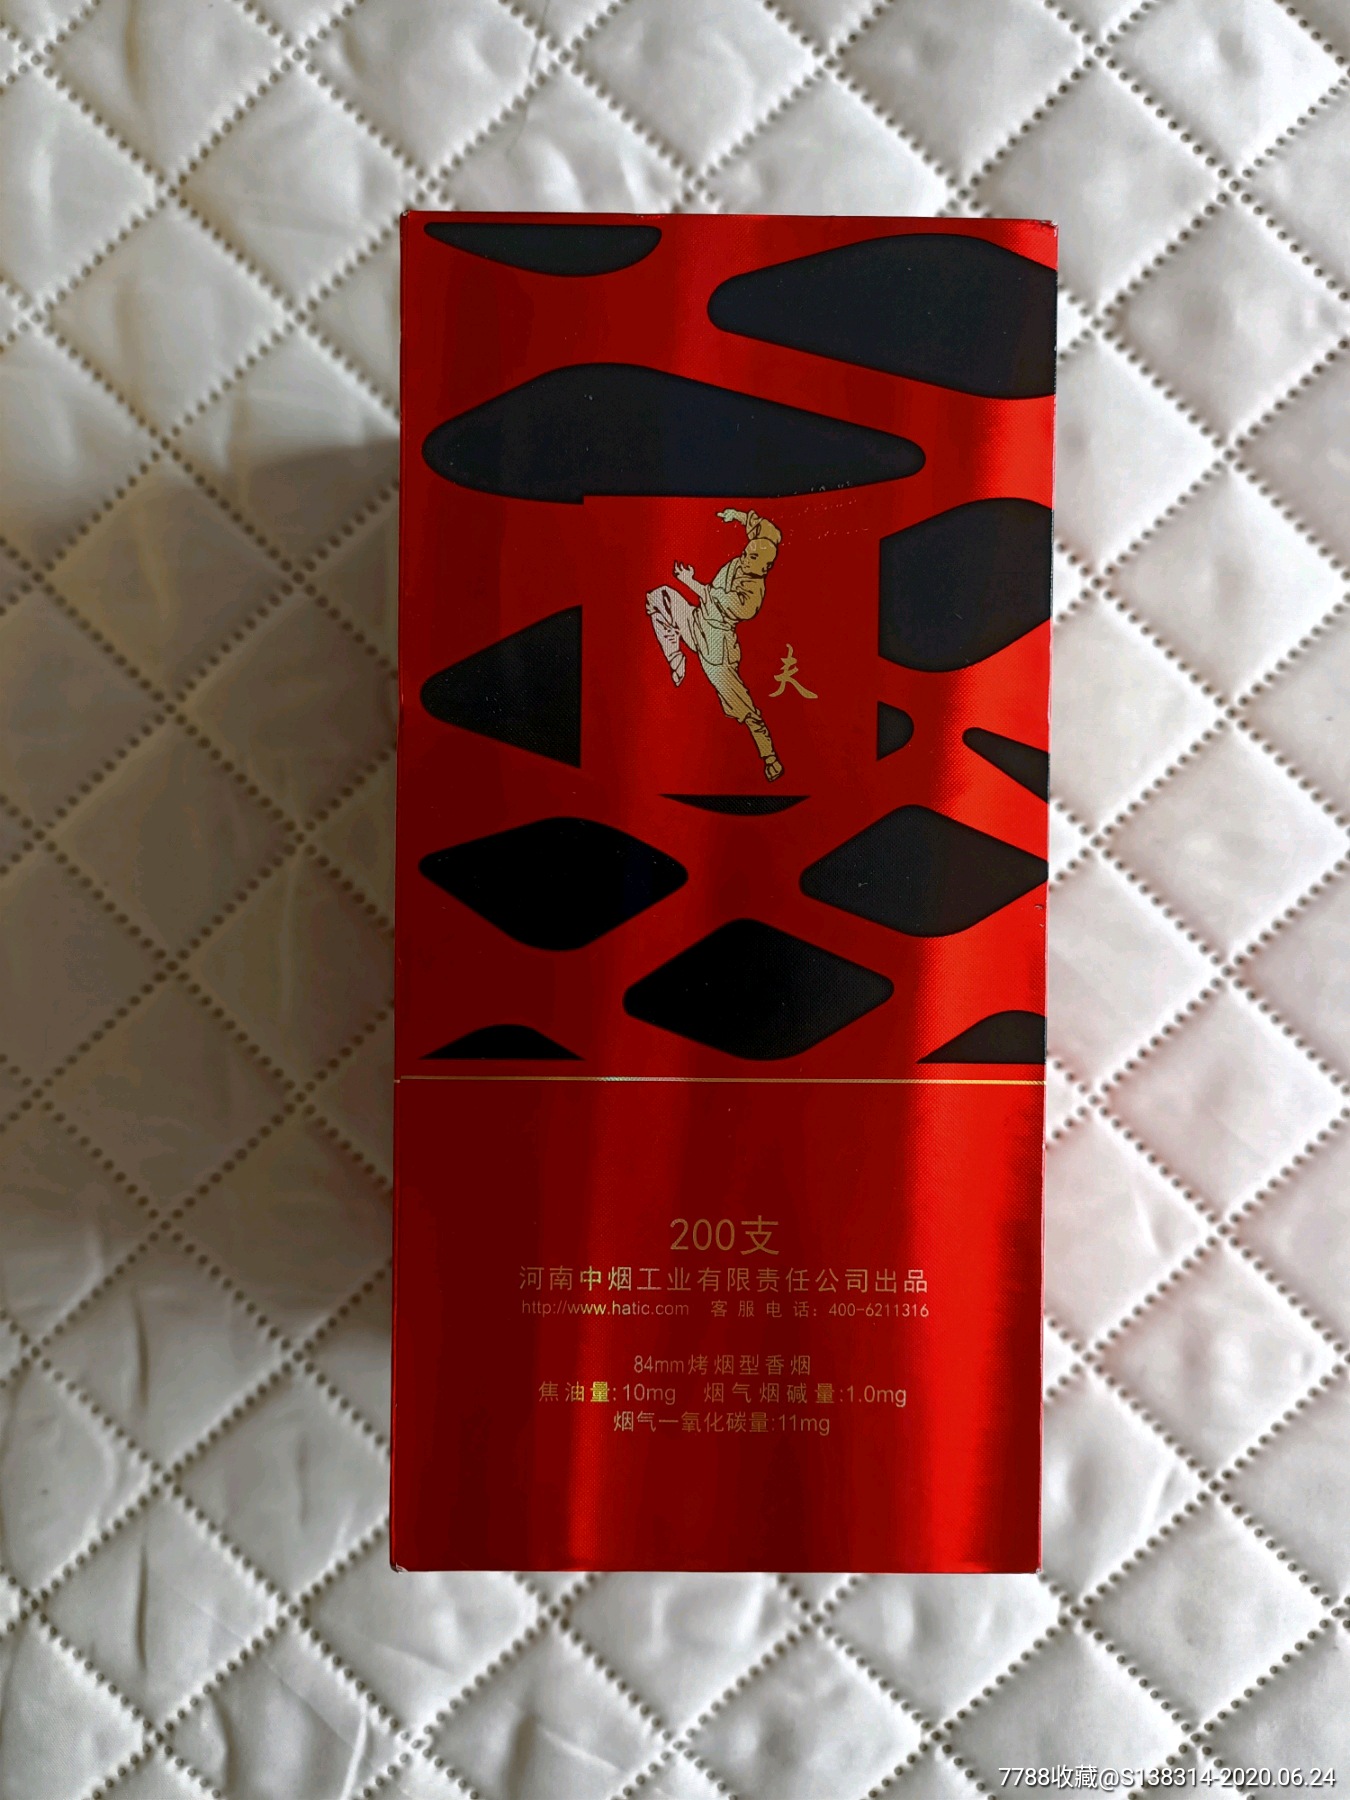 夫
200支
河南中烟工业有限责任公司出品
http://www.hatic.com 客服电话：400-6211316
84mm烤烟型香烟
焦油量:10mg 烟气烟碱量:1.0mg
烟气一氧化碳量:11mg
7788收藏@S138314-2020.06.24